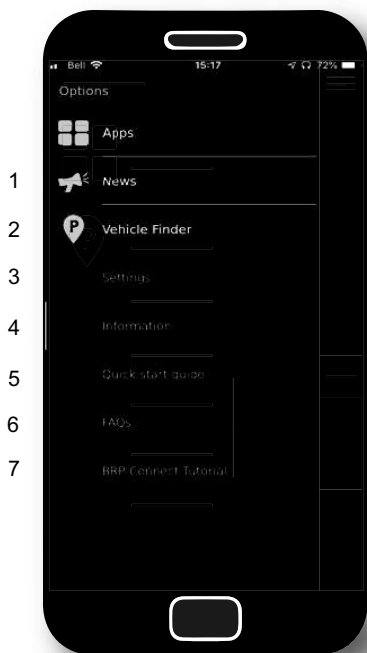 Bell 15:17 72%
Options
Apps
1 News
2 P Vehicle Finder
3 Settings
4 Information
5 Quick start guide
6 FAQs
7 BRP Connect Tutorial